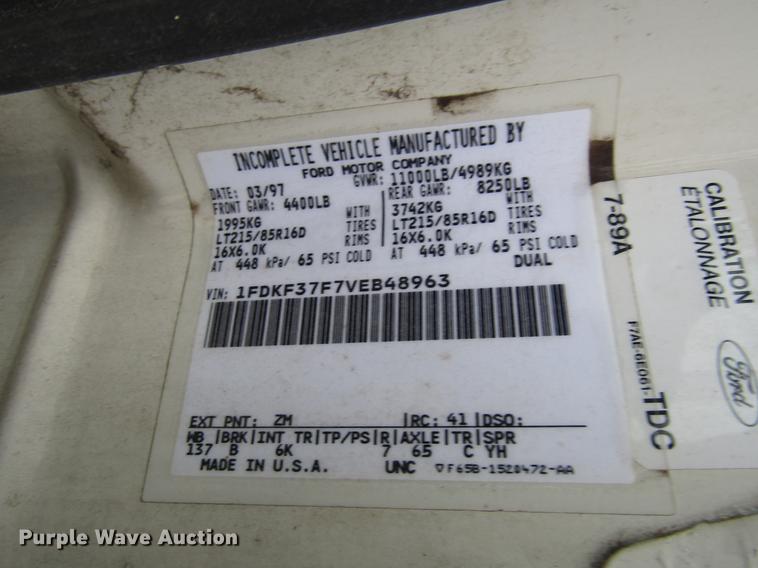 INCOMPLETE VEHICLE MANUFACTURED BY
FORD MOTOR COMPANY
DATE: 03/97 GVWR: 11000LB/4989KG
FRONT GAWR: 4400LB REAR GAWR: 8250LB
1995KG WITH 3742KG WITH
LT215/85R16D TIRES LT215/85R16D TIRES
16X6.0K RIMS 16X6.0K RIMS
AT 448 kPa/ 65 PSI COLD AT 448 kPa/ 65 PSI COLD
DUAL
VIN: 1FDKF37F7VEB48963
EXT PNT: ZM RC: 41 DSO:
WB BRK INT TR TP/PS R AXLE TR SPR
137 B 6K 7 65 C YH
MADE IN U.S.A. UNC F65B-1520472-AA
CALIBRATION
ÉTALONNAGE
7-89A
F7AE-6E061-TDC
Ford
Purple Wave Auction